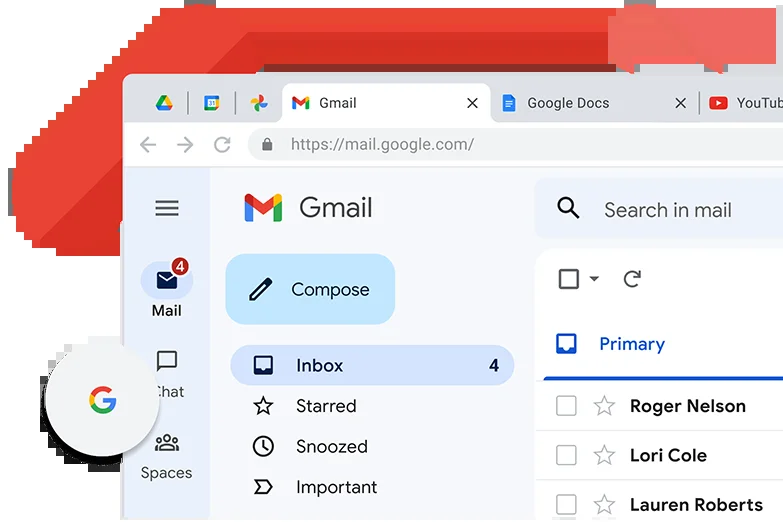 Gmail
Google Docs
https://mail.google.com/
Gmail
Search in mail
4
Mail
Compose
Primary
Inbox 4
Chat
Starred
Roger Nelson
Snoozed
Lori Cole
Spaces
Important
Lauren Roberts